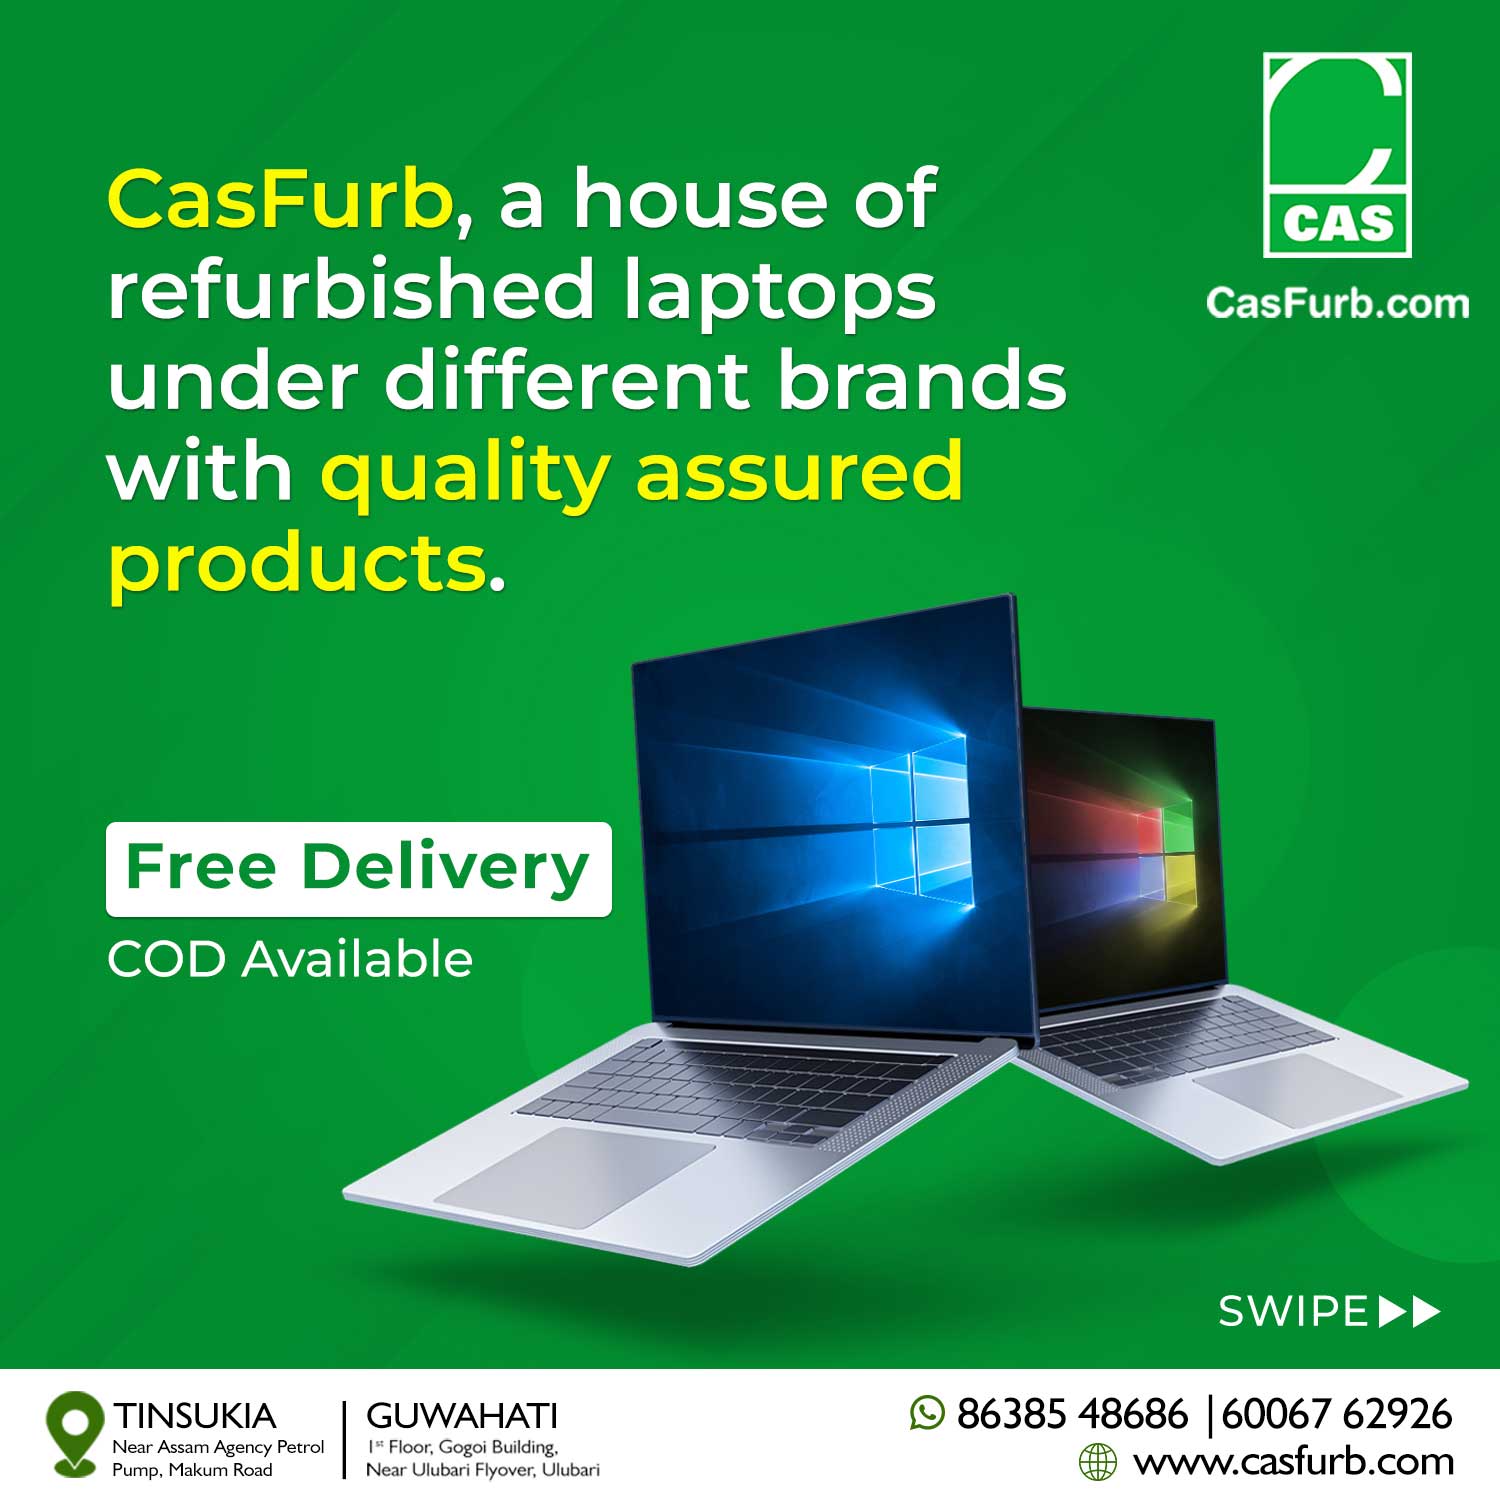 CAS
CasFurb.com
CasFurb, a house of
refurbished laptops
under different brands
with quality assured
products.
Free Delivery
COD Available
SWIPE
TINSUKIA
Near Assam Agency Petrol
Pump, Makum Road
GUWAHATI
1st Floor, Gogoi Building,
Near Ulubari Flyover, Ulubari
86385 48686 | 60067 62926
www.casfurb.com